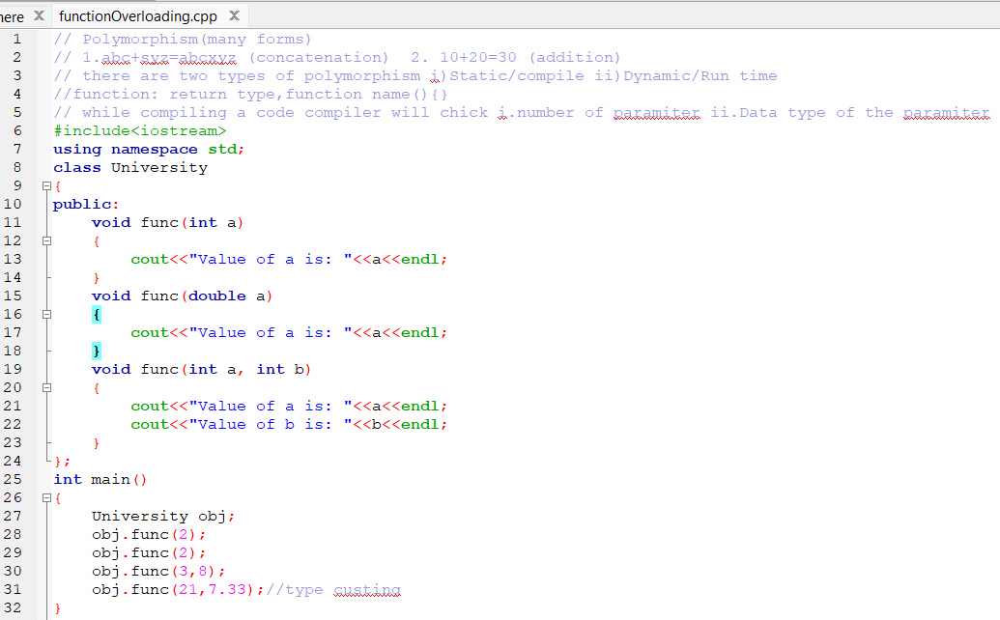 here X functionOverloading.cpp X
1 // Polymorphism(many forms)
2 // 1.abc+syz=abcxyz (concatenation)  2. 10+20=30 (addition)
3 // there are two types of polymorphism i)Static/compile ii)Dynamic/Run time
4 //function: return type,function name(){}
5 // while compiling a code compiler will chick i.number of paramiter ii.Data type of the paramiter
6 #include<iostream>
7 using namespace std;
8 class University
9 {
10 public:
11     void func(int a)
12     {
13         cout<<"Value of a is: "<<a<<endl;
14     }
15     void func(double a)
16     {
17         cout<<"Value of a is: "<<a<<endl;
18     }
19     void func(int a, int b)
20     {
21         cout<<"Value of a is: "<<a<<endl;
22         cout<<"Value of b is: "<<b<<endl;
23     }
24 };
25 int main()
26 {
27     University obj;
28     obj.func(2);
29     obj.func(2);
30     obj.func(3,8);
31     obj.func(21,7.33);//type custing
32 }